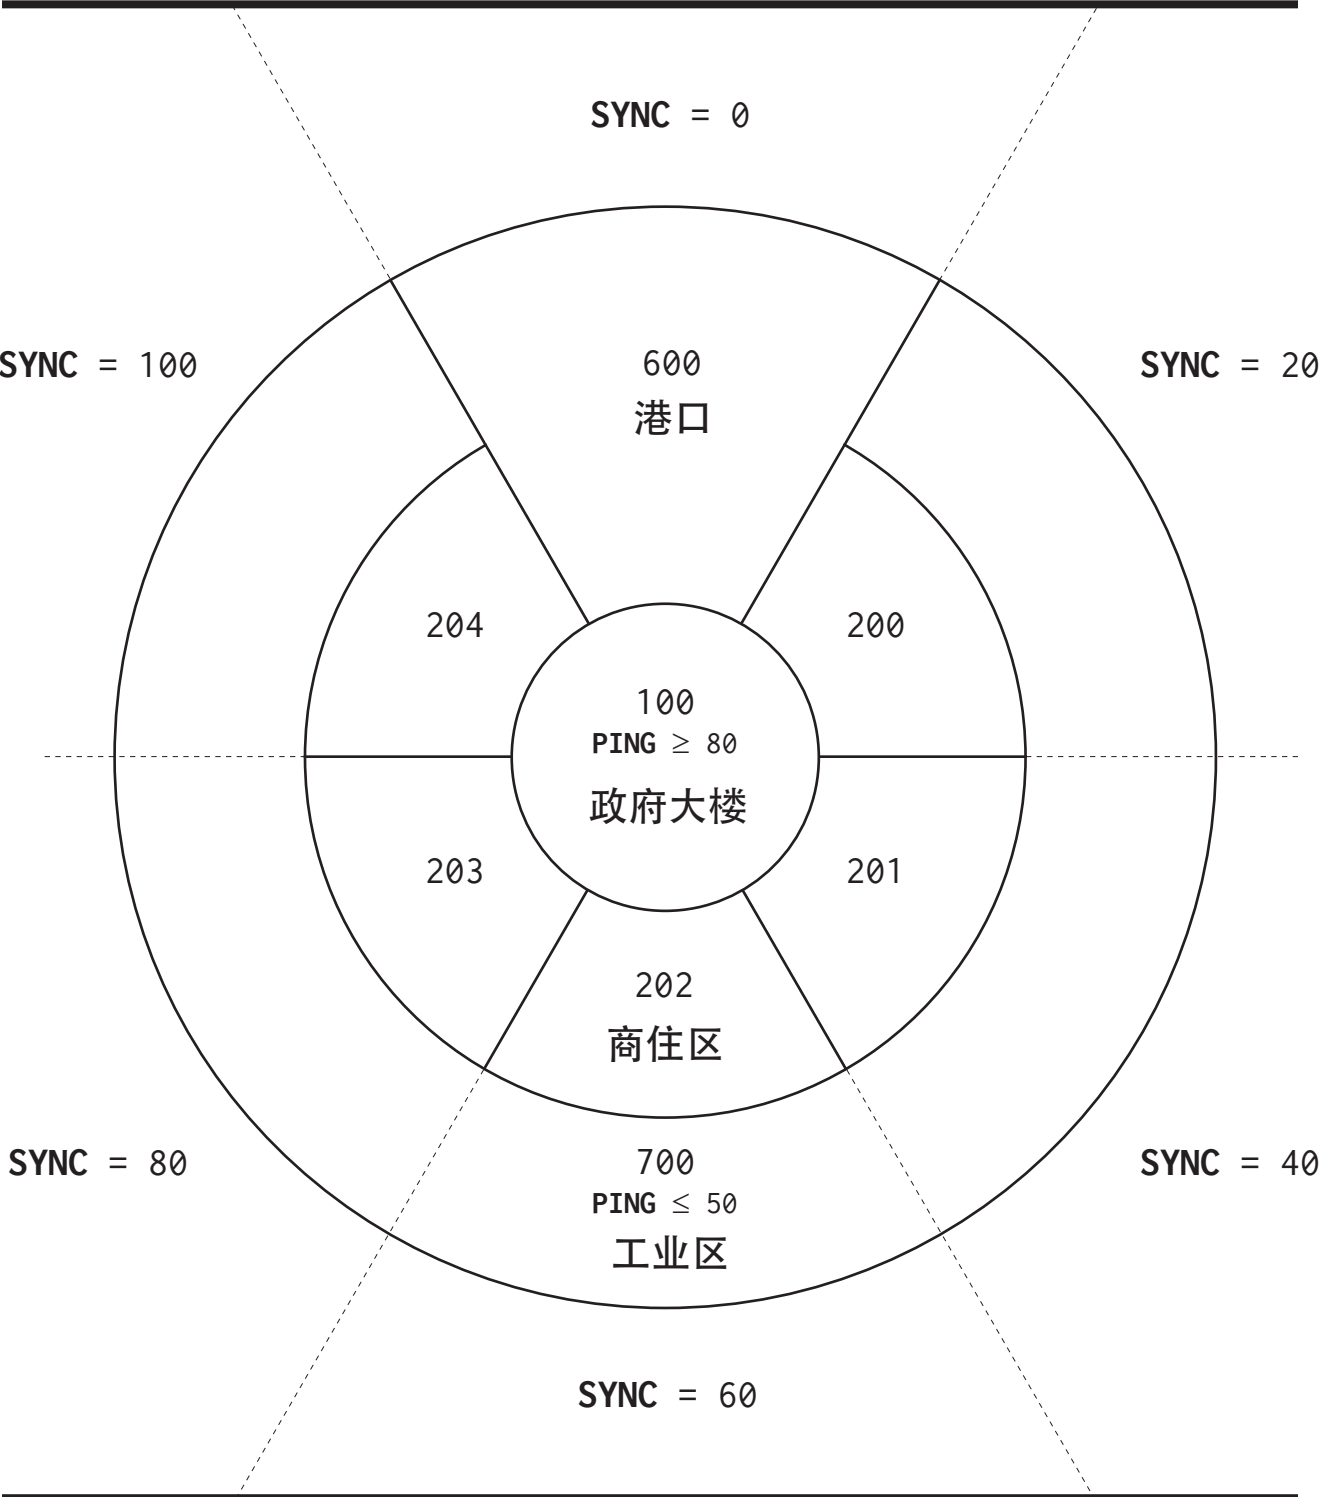 SYNC = 0
SYNC = 100
600
港口
SYNC = 20
204
200
100
PING ≥ 80
政府大楼
203
201
202
商住区
SYNC = 80
700
PING ≤ 50
工业区
SYNC = 40
SYNC = 60